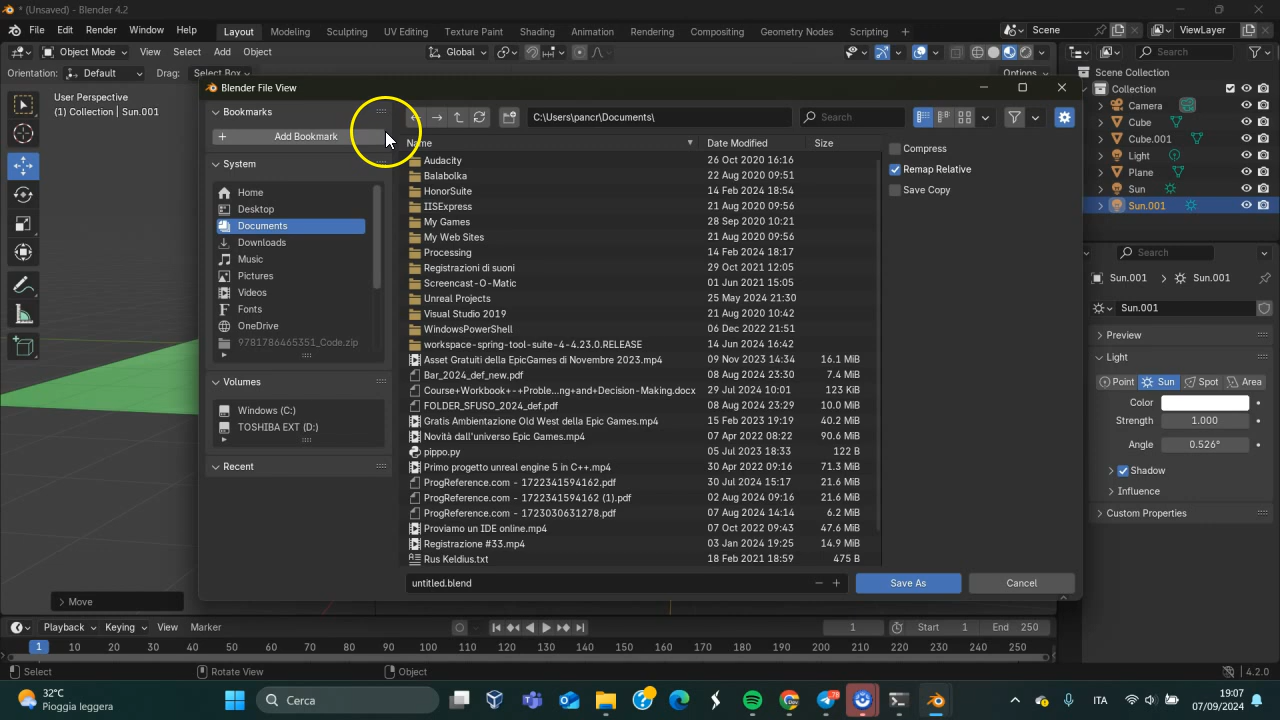 * (Unsaved) - Blender 4.2
File Edit Render Window Help
Layout Modeling Sculpting UV Editing Texture Paint Shading Animation Rendering Compositing Geometry Nodes Scripting
Scene ViewLayer
Object Mode View Select Add Object Global
Orientation: Default Drag: Select Box Options
Search
User Perspective
(1) Collection | Sun.001
Scene Collection
Collection
Camera
Cube
Cube.001
Light
Plane
Sun
Sun.001
Blender File View
Bookmarks
Add Bookmark
System
Home
Desktop
Documents
Downloads
Music
Pictures
Videos
Fonts
OneDrive
9781786465351_Code.zip
Volumes
Windows (C:)
TOSHIBA EXT (D:)
Recent
C:\Users\pancr\Documents\ Search
Name Date Modified Size
Audacity 26 Oct 2020 16:16
Balabolka 22 Aug 2020 09:51
HonorSuite 14 Feb 2024 18:54
IISExpress 21 Aug 2020 09:56
My Games 28 Sep 2020 10:21
My Web Sites 21 Aug 2020 09:56
Processing 14 Feb 2024 18:17
Registrazioni di suoni 29 Oct 2021 12:05
Screencast-O-Matic 01 Jun 2021 15:05
Unreal Projects 25 May 2024 21:30
Visual Studio 2019 21 Aug 2020 10:42
WindowsPowerShell 06 Dec 2022 21:51
workspace-spring-tool-suite-4-4.23.0.RELEASE 14 Jun 2024 16:42
Asset Gratuiti della EpicGames di Novembre 2023.mp4 09 Nov 2023 14:34 16.1 MiB
Bar_2024_def_new.pdf 08 Aug 2024 23:30 7.4 MiB
Course+Workbook+-+Proble...ng+and+Decision-Making.docx 29 Jul 2024 10:01 123 KiB
FOLDER_SFUSO_2024_def.pdf 08 Aug 2024 23:29 10.0 MiB
Gratis Ambientazione Old West della Epic Games.mp4 15 Feb 2023 19:19 40.2 MiB
Novità dall'universo Epic Games.mp4 07 Apr 2022 08:22 90.6 MiB
pippo.py 05 Jul 2023 18:33 122 B
Primo progetto unreal engine 5 in C++.mp4 30 Apr 2022 09:16 71.3 MiB
ProgReference.com - 1722341594162.pdf 30 Jul 2024 15:17 21.6 MiB
ProgReference.com - 1722341594162 (1).pdf 02 Aug 2024 09:16 21.6 MiB
ProgReference.com - 1723030631278.pdf 07 Aug 2024 14:14 6.2 MiB
Proviamo un IDE online.mp4 07 Oct 2022 09:43 47.6 MiB
Registrazione #33.mp4 03 Jan 2024 19:25 14.9 MiB
Rus Keldius.txt 18 Feb 2021 18:59 475 B
Compress
Remap Relative
Save Copy
untitled.blend Save As Cancel
Search
Sun.001 Sun.001
Sun.001
Preview
Light
Point Sun Spot Area
Color
Strength 1.000
Angle 0.526°
Shadow
Influence
Custom Properties
Move
Playback Keying View Marker 1 Start 1 End 250
1 10 20 30 40 50 60 70 80 90 100 110 120 130 140 150 160 170 180 190 200 210 220 230 240 250
Select Rotate View Object 4.2.0
32°C
Pioggia leggera
Cerca
78
ITA
19:07
07/09/2024